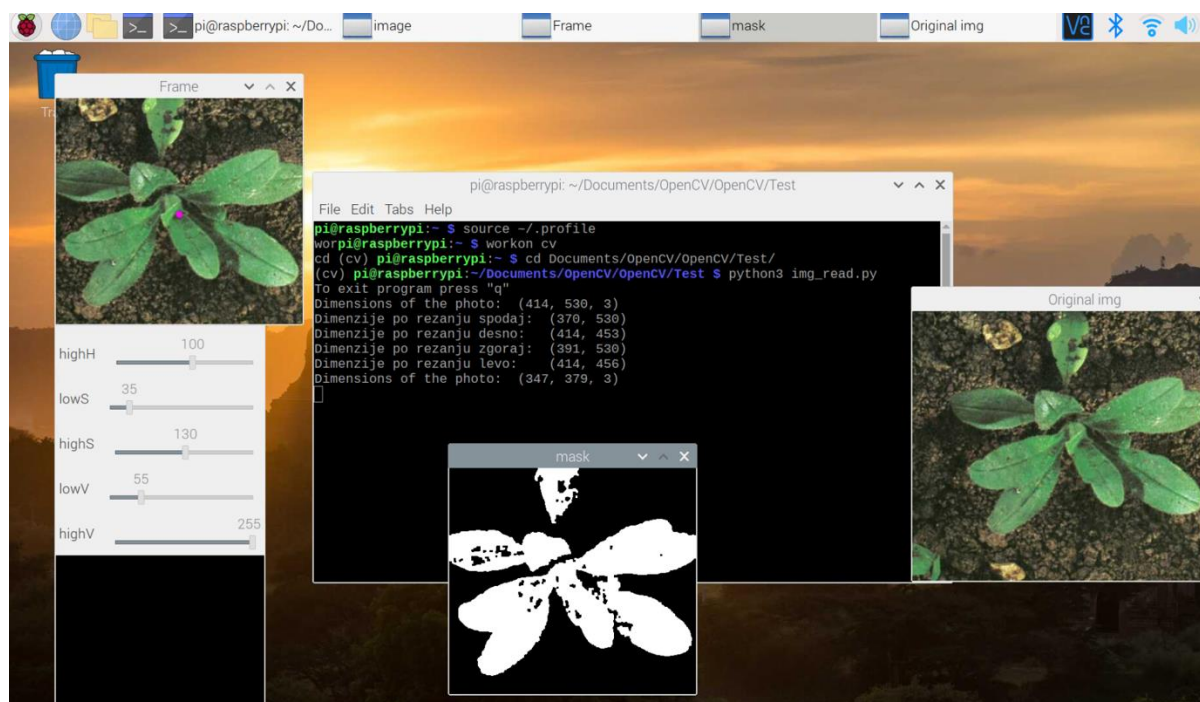 pi@raspberrypi: ~/Do... image Frame mask Original img
Frame
highH 100
lowS 35
highS 130
lowV 55
highV 255
pi@raspberrypi: ~/Documents/OpenCV/OpenCV/Test
File Edit Tabs Help
pi@raspberrypi:~ $ source ~/.profile
worpi@raspberrypi:~ $ workon cv
cd (cv) pi@raspberrypi:~ $ cd Documents/OpenCV/OpenCV/Test/
(cv) pi@raspberrypi:~/Documents/OpenCV/OpenCV/Test $ python3 img_read.py
To exit program press "q"
Dimensions of the photo:  (414, 530, 3)
Dimenzije po rezanju spodaj:  (370, 530)
Dimenzije po rezanju desno:   (414, 453)
Dimenzije po rezanju zgoraj:  (391, 530)
Dimenzije po rezanju levo:    (414, 456)
Dimensions of the photo:  (347, 379, 3)
mask
Original img